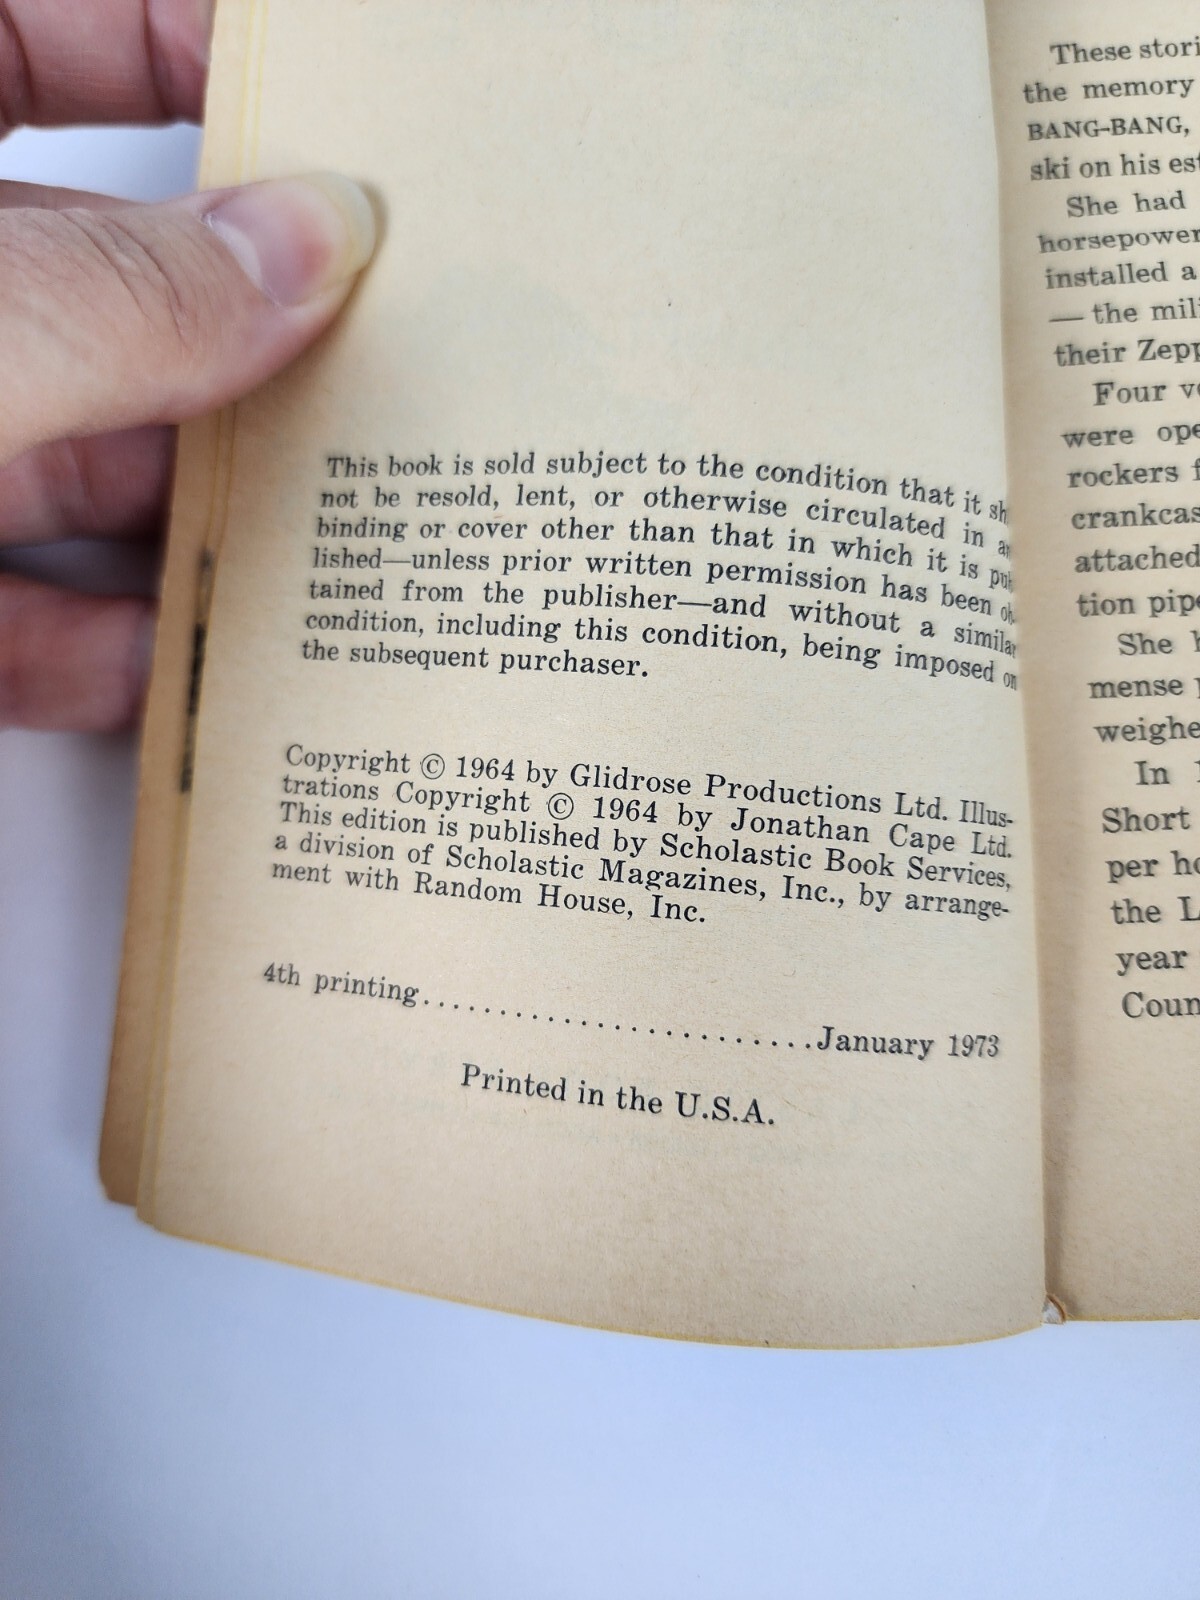 This book is sold subject to the condition that it
not be resold, lent, or otherwise circulated in
binding or cover other than that in which it is
lished—unless prior written permission has been
tained from the publisher—and without a similar
condition, including this condition, being imposed on
the subsequent purchaser.
Copyright © 1964 by Glidrose Productions Ltd. Illus-
trations Copyright © 1964 by Jonathan Cape Ltd.
This edition is published by Scholastic Book Services,
a division of Scholastic Magazines, Inc., by arrange-
ment with Random House, Inc.
4th printing........................January 1973
Printed in the U.S.A.
These
the memory
BANG-BANG,
ski on his
She had
horsepower
installed a
— the
their
Four
were
rockers
crankcas
attached
tion
She
mense
weighe
In
Short
per
the
year
Coun